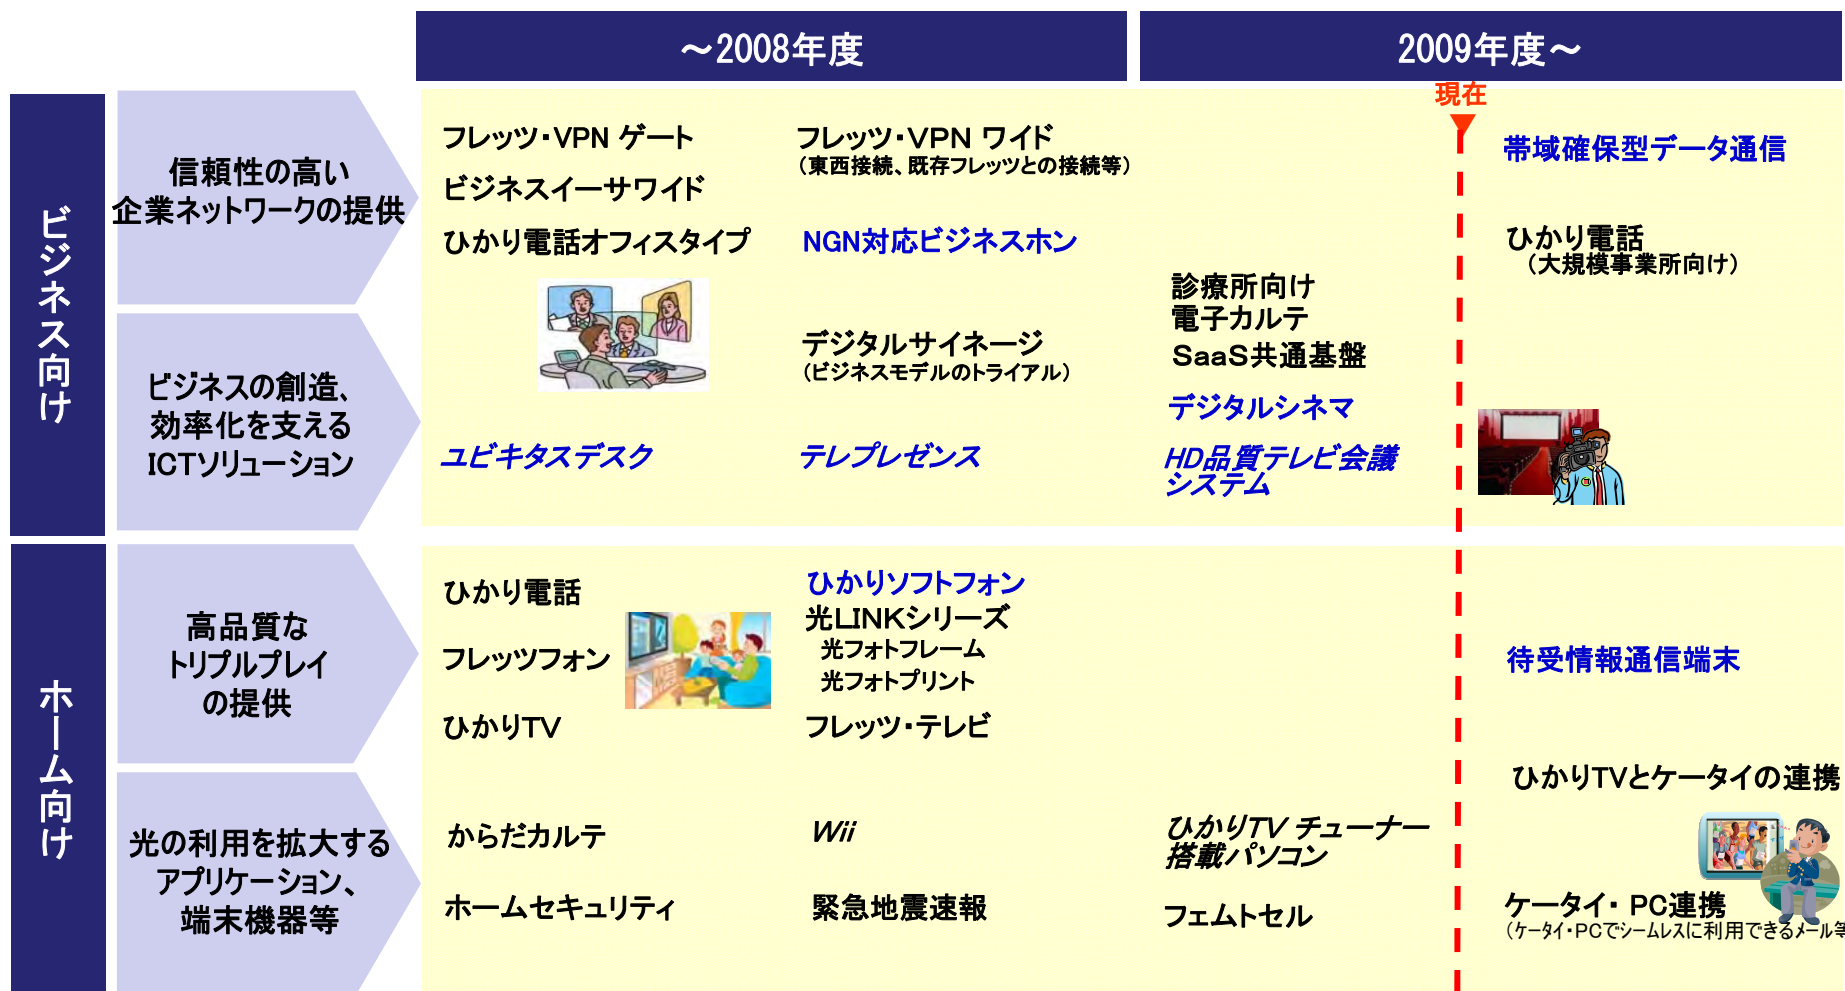 ～2008年度
2009年度～
現在
ビジネス向け
信頼性の高い
企業ネットワークの提供
フレッツ・VPN ゲート
フレッツ・VPN ワイド
（東西接続、既存フレッツとの接続等）
帯域確保型データ通信
ビジネスイーサワイド
ひかり電話オフィスタイプ
NGN対応ビジネスホン
ひかり電話
（大規模事業所向け）
ビジネスの創造、
効率化を支える
ICTソリューション
診療所向け
電子カルテ
デジタルサイネージ
（ビジネスモデルのトライアル）
SaaS共通基盤
デジタルシネマ
ユビキタスデスク
テレプレゼンス
HD品質テレビ会議
システム
ホーム向け
高品質な
トリプルプレイ
の提供
ひかり電話
ひかりソフトフォン
光LINKシリーズ
光フォトフレーム
光フォトプリント
フレッツフォン
待受情報通信端末
ひかりTV
フレッツ・テレビ
ひかりTVとケータイの連携
光の利用を拡大する
アプリケーション、
端末機器等
からだカルテ
Wii
ひかりTV チューナー
搭載パソコン
ホームセキュリティ
緊急地震速報
フェムトセル
ケータイ・ PC連携
（ケータイ・PCでシームレスに利用できるメール等